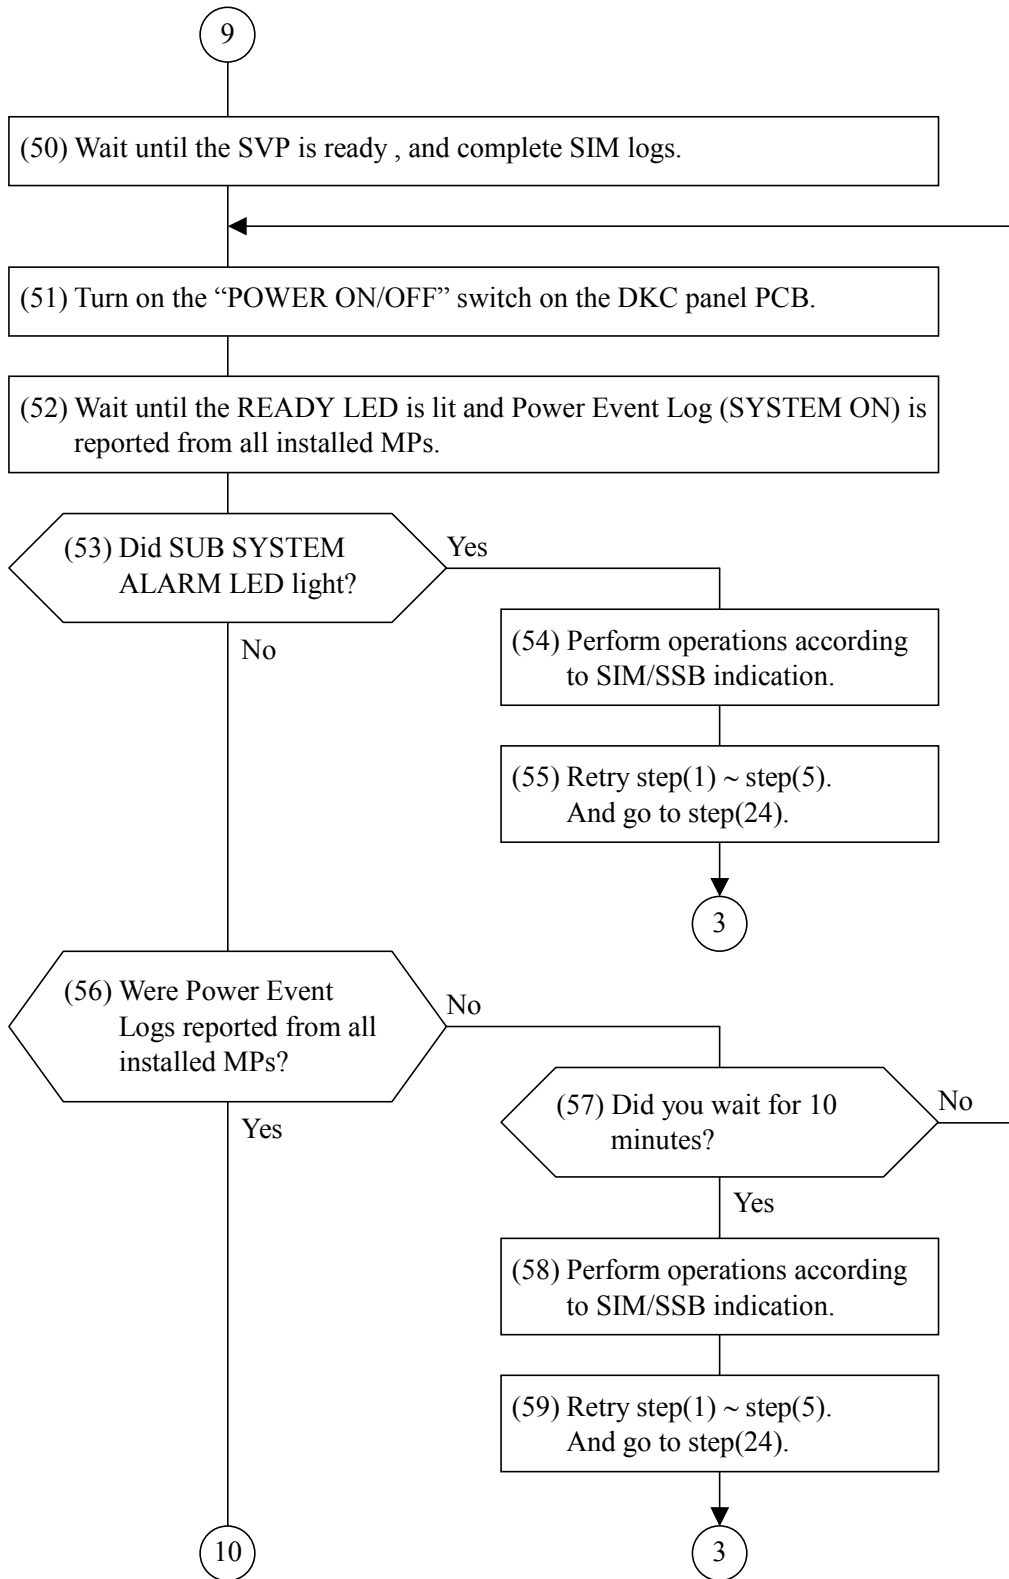 9
(50) Wait until the SVP is ready , and complete SIM logs.
(51) Turn on the “POWER ON/OFF” switch on the DKC panel PCB.
(52) Wait until the READY LED is lit and Power Event Log (SYSTEM ON) is
reported from all installed MPs.
(53) Did SUB SYSTEM
ALARM LED light?
Yes
No
(54) Perform operations according
to SIM/SSB indication.
(55) Retry step(1) ~ step(5).
And go to step(24).
3
(56) Were Power Event
Logs reported from all
installed MPs?
No
Yes
(57) Did you wait for 10
minutes?
No
Yes
(58) Perform operations according
to SIM/SSB indication.
(59) Retry step(1) ~ step(5).
And go to step(24).
10
3